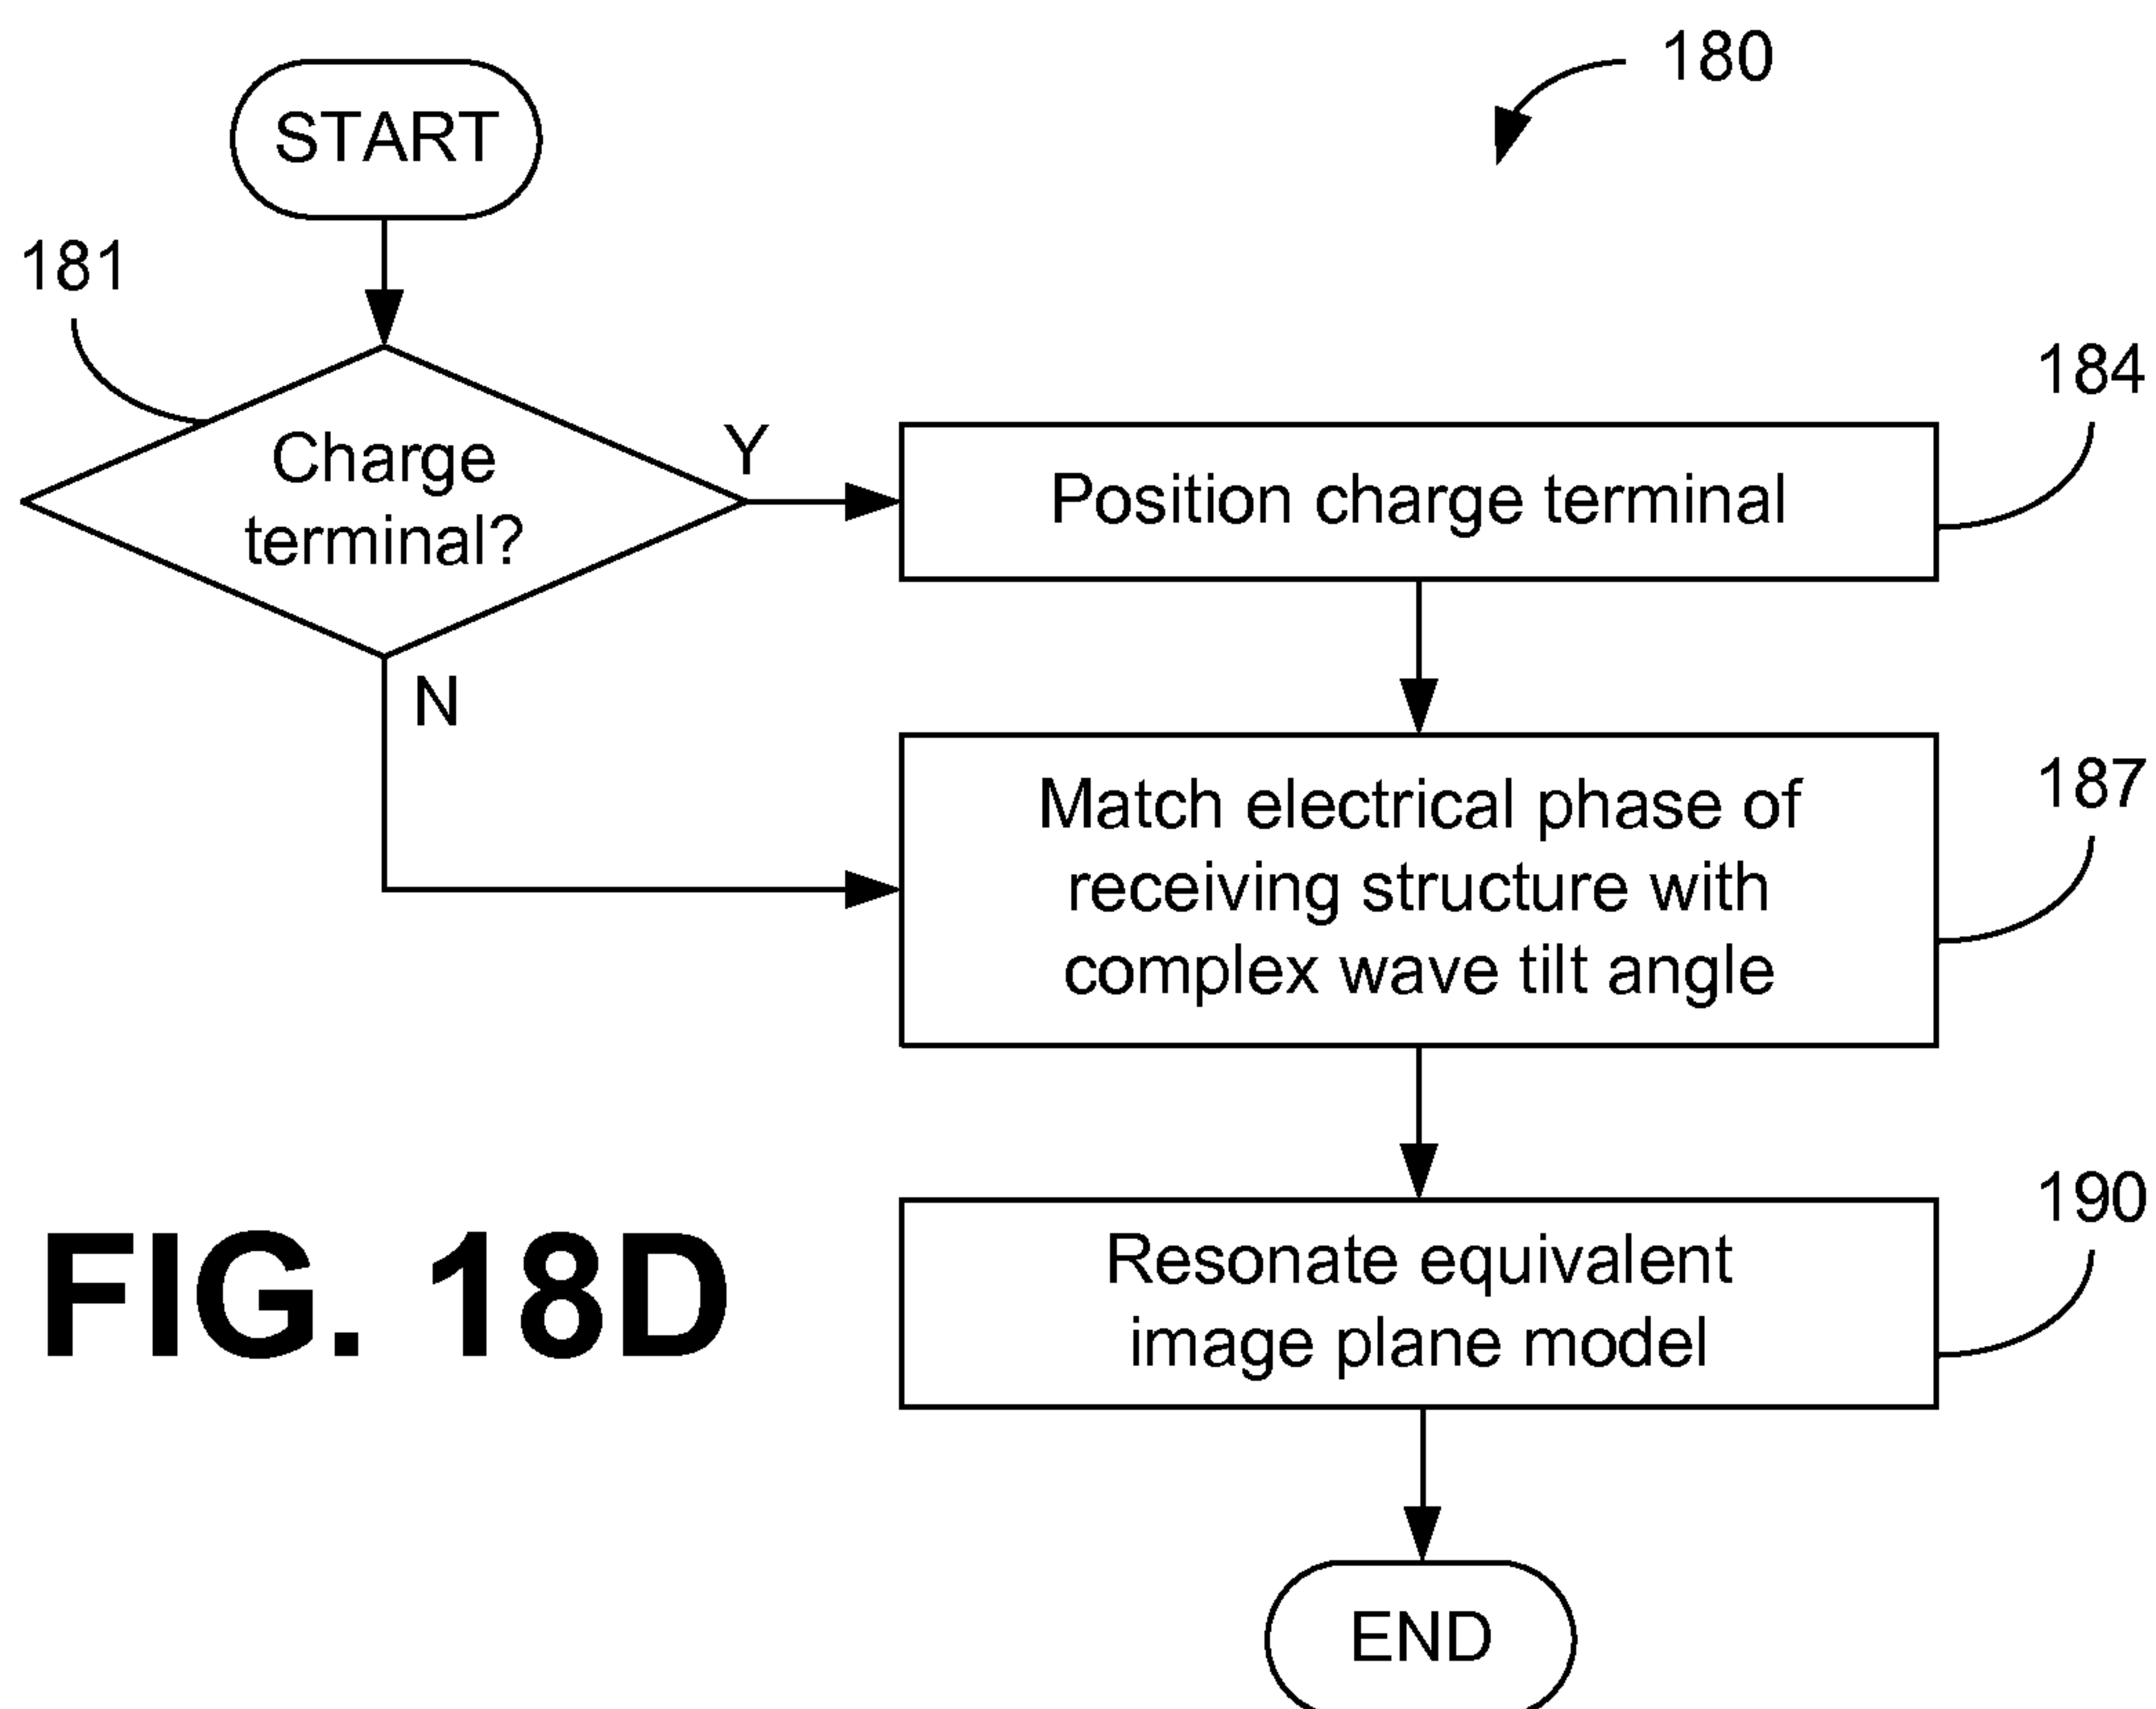 180
START
181
Charge
terminal?
Y
N
184
Position charge terminal
187
Match electrical phase of
receiving structure with
complex wave tilt angle
190
Resonate equivalent
image plane model
END
FIG. 18D